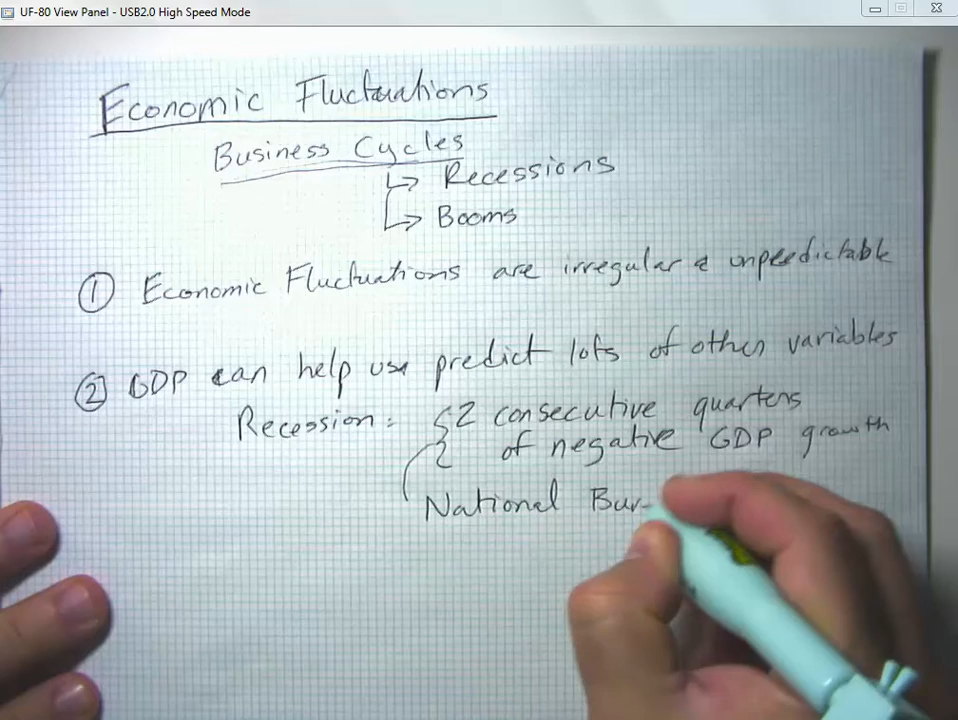 UF-80 View Panel - USB2.0 High Speed Mode
Economic Fluctuations
Business Cycles
↳ Recessions
↳ Booms
① Economic Fluctuations are irregular & unpredictable
② GDP can help us predict lots of other variables
Recession: { 2 consecutive quarters
of negative GDP growth
National Bur